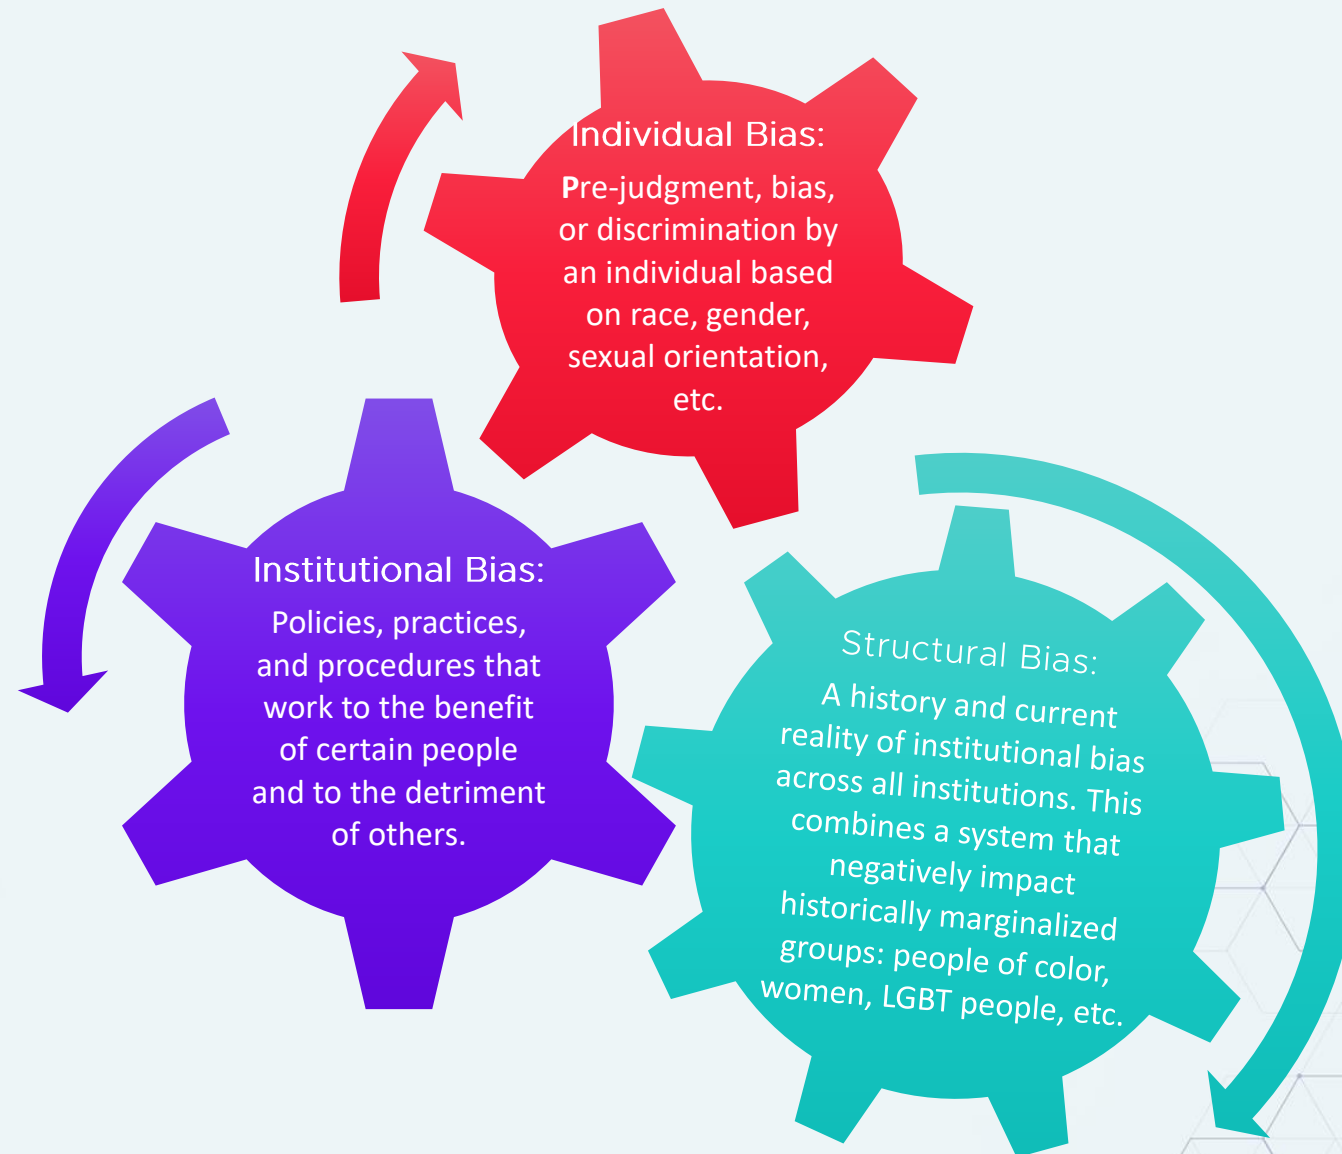 Individual Bias:
Pre-judgment, bias,
or discrimination by
an individual based
on race, gender,
sexual orientation,
etc.
Institutional Bias:
Policies, practices,
and procedures that
work to the benefit
of certain people
and to the detriment
of others.
Structural Bias:
A history and current
reality of institutional bias
across all institutions. This
combines a system that
negatively impact
historically marginalized
groups: people of color,
women, LGBT people, etc.